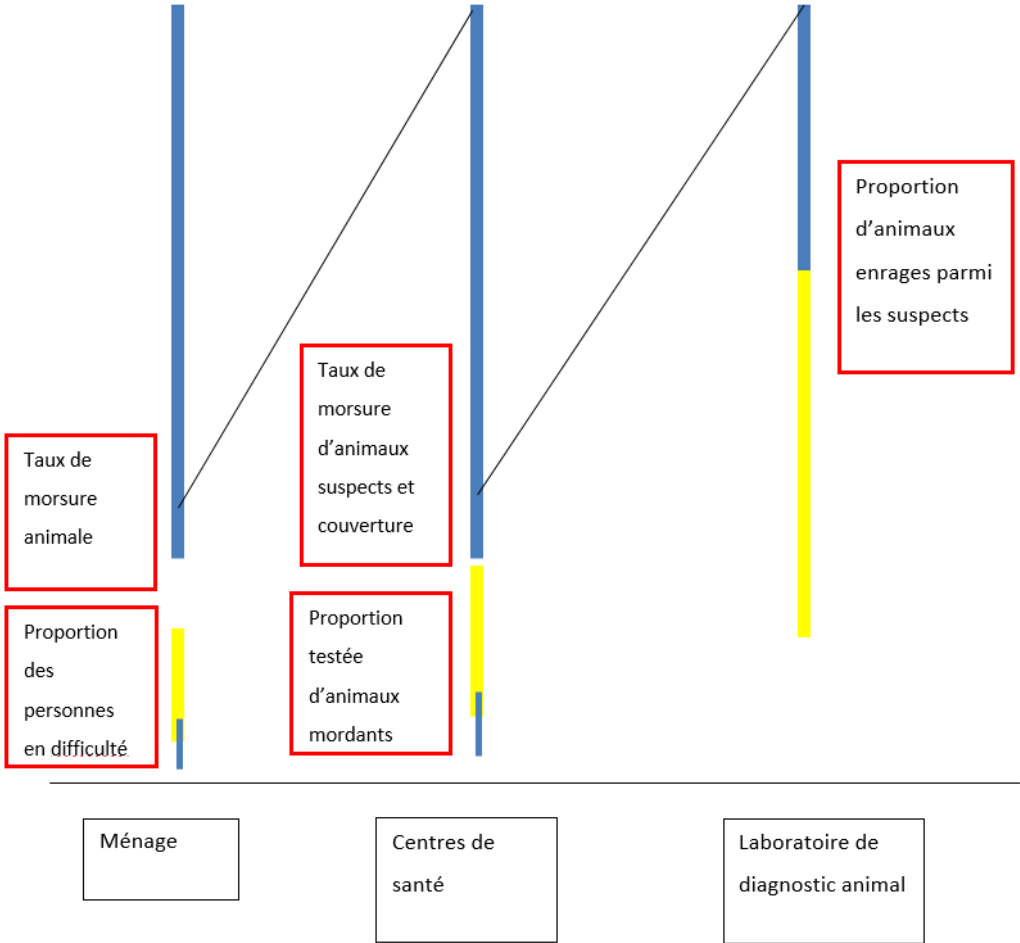 Taux de
morsure
animale
Proportion
des
personnes
en difficulté
Taux de
morsure
d’animaux
suspects et
couverture
Proportion
testée
d’animaux
mordants
Proportion
d’animaux
enrages parmi
les suspects
Ménage
Centres de
santé
Laboratoire de
diagnostic animal